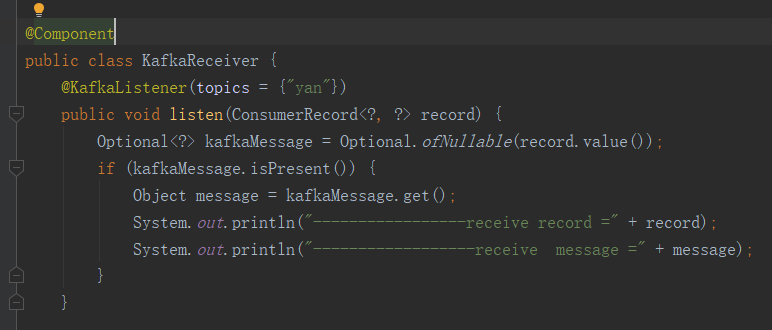 @Component
public class KafkaReceiver {
    @KafkaListener(topics = {"yan"})
    public void listen(ConsumerRecord<?, ?> record) {
        Optional<?> kafkaMessage = Optional.ofNullable(record.value());
        if (kafkaMessage.isPresent()) {
            Object message = kafkaMessage.get();
            System.out.println("-----------------receive record =" + record);
            System.out.println("------------------receive  message =" + message);
        }
    }